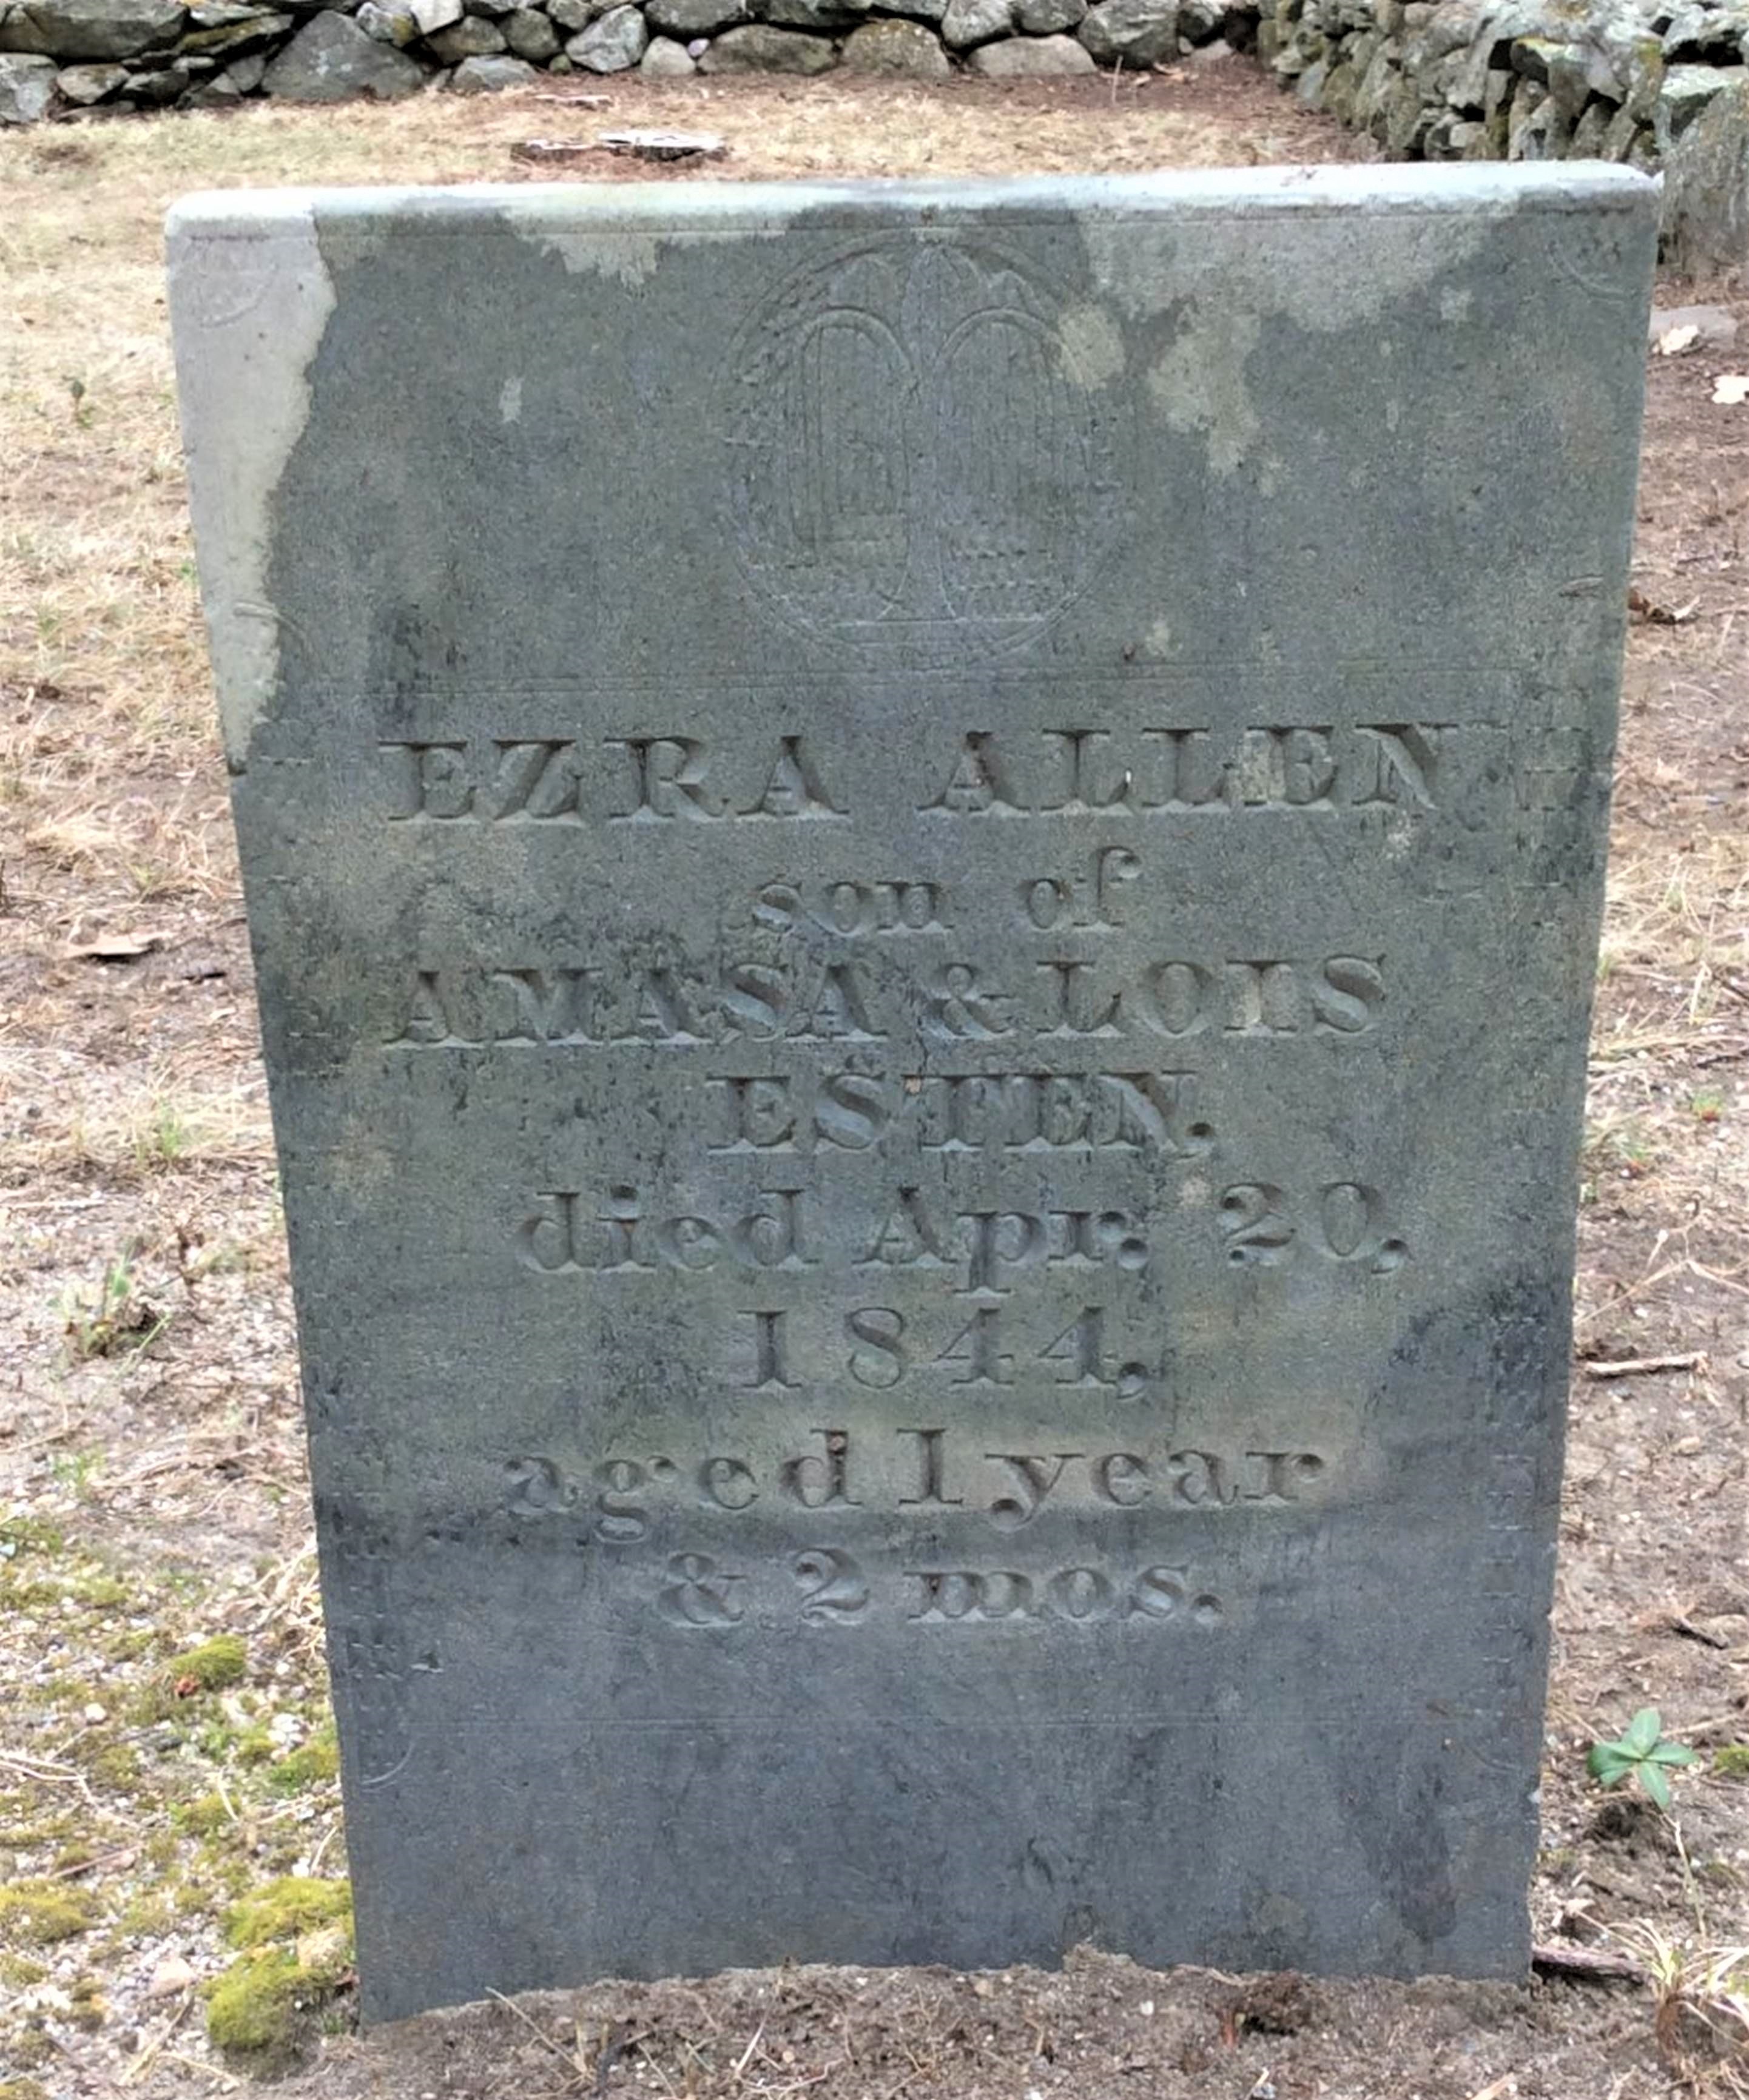 EZRA ALLEN
son of
AMASA & LOIS
ESTEN,
died Apr. 20,
1844,
aged 1 year
& 2 mos.